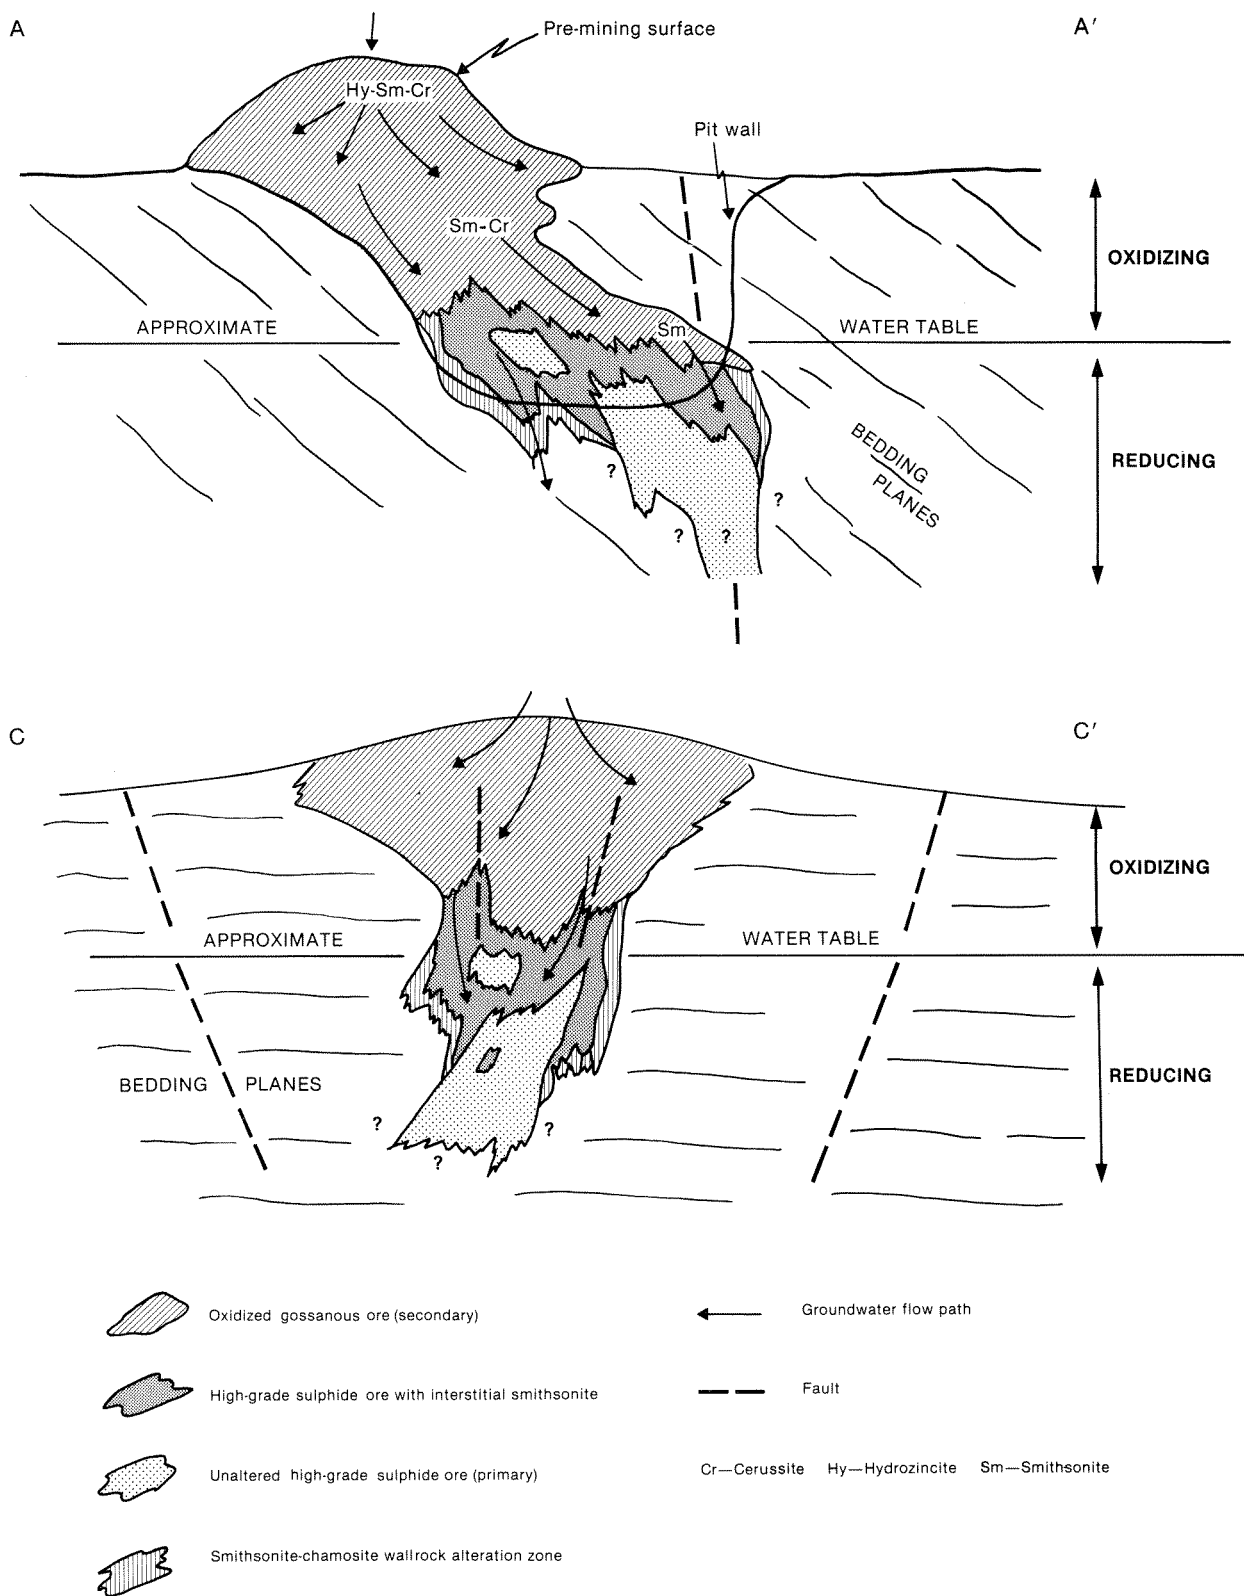 A
A'
Pre-mining surface
Hy-Sm-Cr
Pit wall
Sm-Cr
OXIDIZING
APPROXIMATE
Sm
WATER TABLE
BEDDING
PLANES
REDUCING
?
?
?
?
C
C'
OXIDIZING
APPROXIMATE
WATER TABLE
BEDDING PLANES
REDUCING
?
?
?
Oxidized gossanous ore (secondary)
Groundwater flow path
High-grade sulphide ore with interstitial smithsonite
Fault
Unaltered high-grade sulphide ore (primary)
Cr—Cerussite Hy—Hydrozincite Sm—Smithsonite
Smithsonite-chamosite wallrock alteration zone